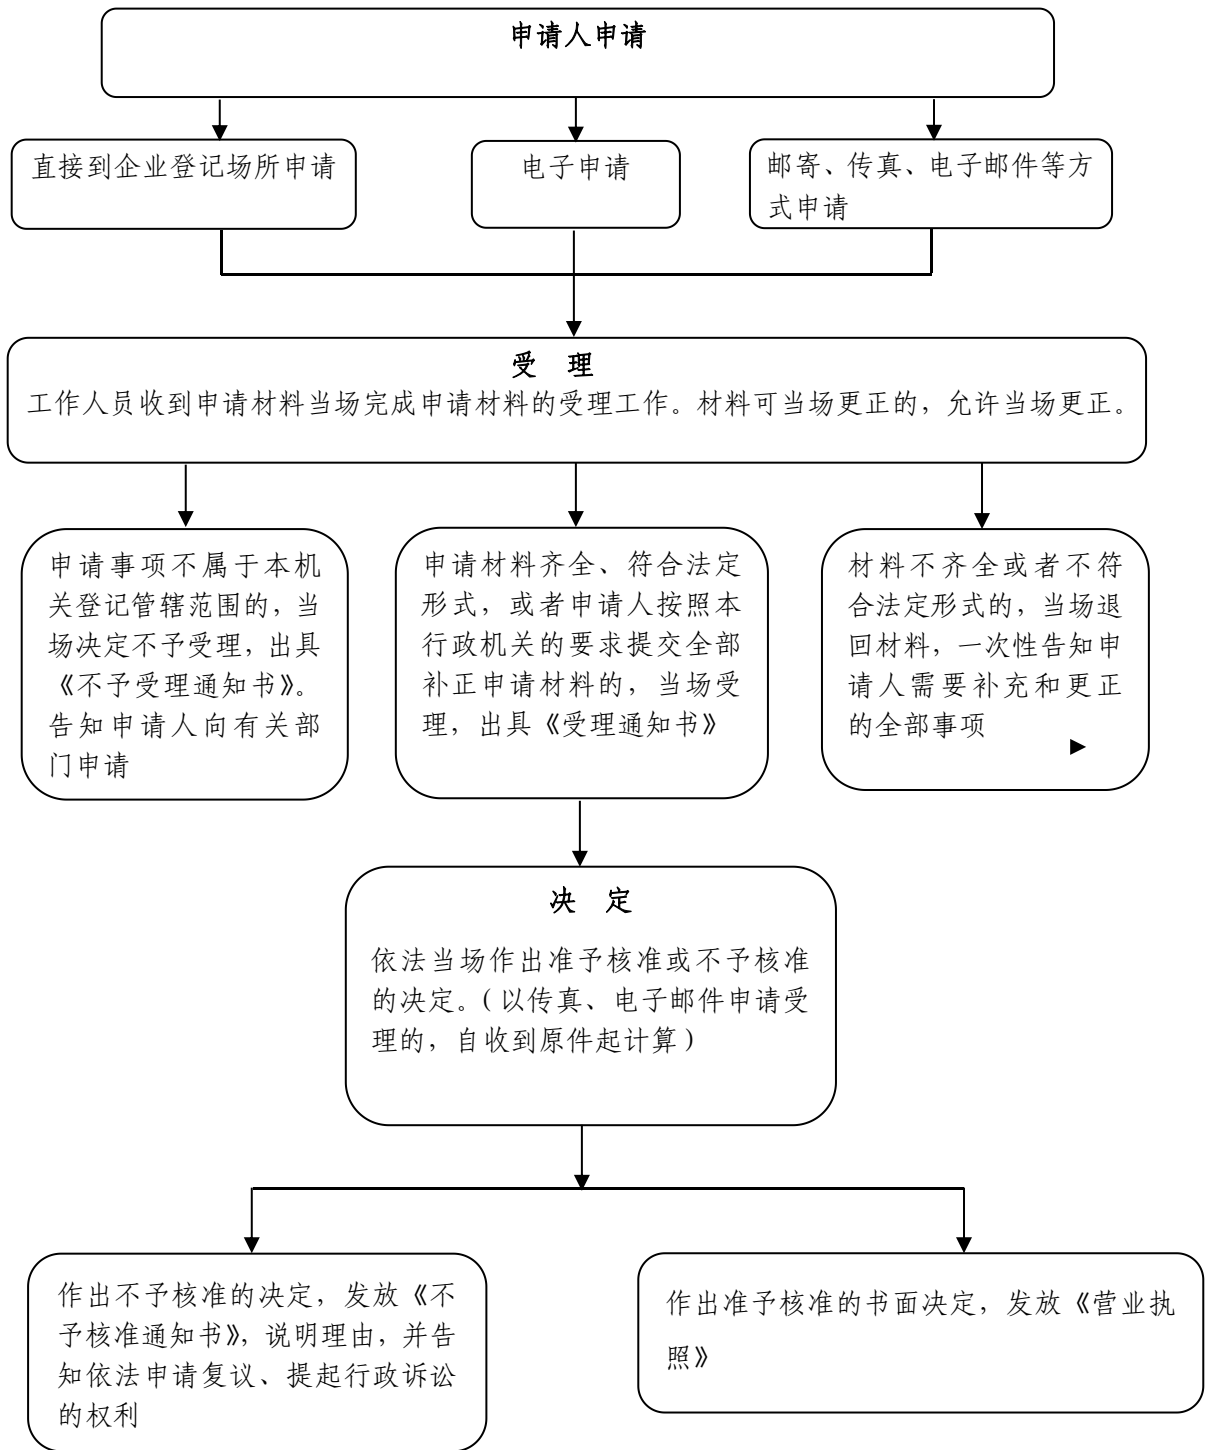 申请人申请
直接到企业登记场所申请
电子申请
邮寄、传真、电子邮件等方
式申请
受 理
工作人员收到申请材料当场完成申请材料的受理工作。材料可当场更正的，允许当场更正。
申请事项不属于本机
关登记管辖范围的，当
场决定不予受理，出具
《不予受理通知书》。
告知申请人向有关部
门申请
申请材料齐全、符合法定
形式，或者申请人按照本
行政机关的要求提交全部
补正申请材料的，当场受
理，出具《受理通知书》
材料不齐全或者不符
合法定形式的，当场退
回材料，一次性告知申
请人需要补充和更正
的全部事项
决 定
依法当场作出准予核准或不予核准
的决定。（以传真、电子邮件申请受
理的，自收到原件起计算）
作出不予核准的决定，发放《不
予核准通知书》，说明理由，并告
知依法申请复议、提起行政诉讼
的权利
作出准予核准的书面决定，发放《营业执
照》